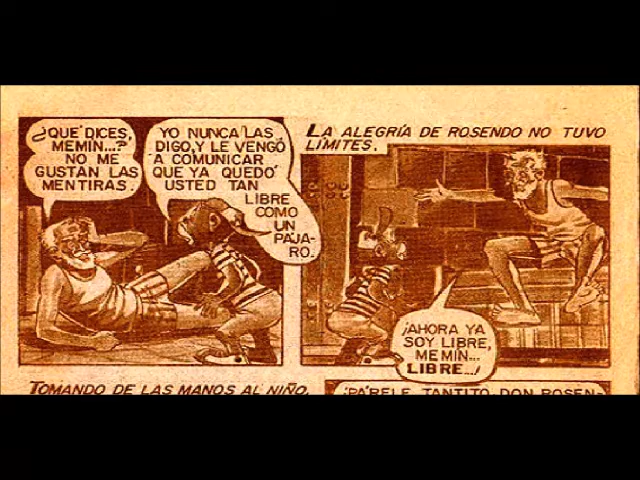 ¿QUÉ DICES,
MEMÍN...?
NO ME
GUSTAN LAS
MENTIRAS.
YO NUNCA LAS
DIGO, Y LE VENGO
A COMUNICAR
QUE YA QUEDÓ
USTED TAN
LIBRE
COMO
UN
PÁJA-
RO.
LA ALEGRÍA DE ROSENDO NO TUVO
LÍMITES.
¡AHORA YA
SOY LIBRE,
MEMÍN...
LIBRE...!
TOMANDO DE LAS MANOS AL NIÑO,
¡PÁRELE TANTITO, DON ROSEN-